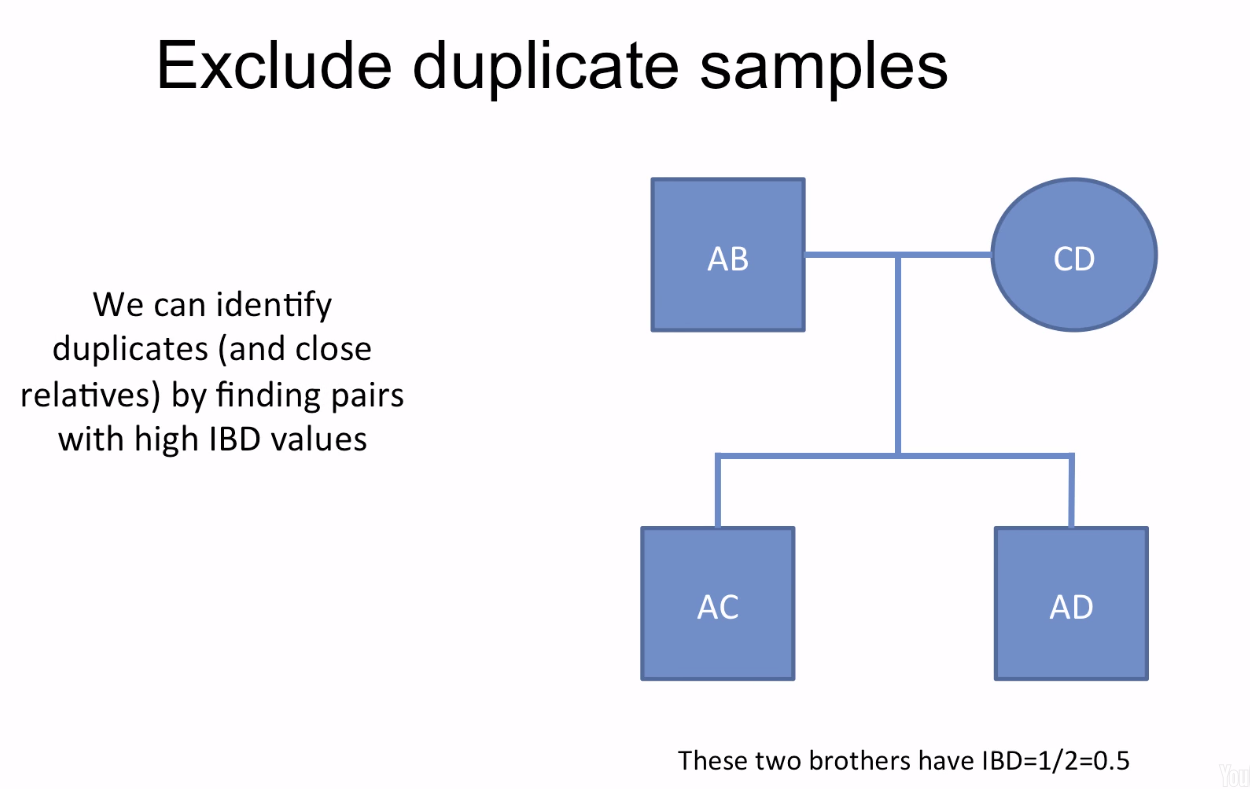 Exclude duplicate samples
We can identify
duplicates (and close
relatives) by finding pairs
with high IBD values
AB
CD
AC
AD
These two brothers have IBD=1/2=0.5